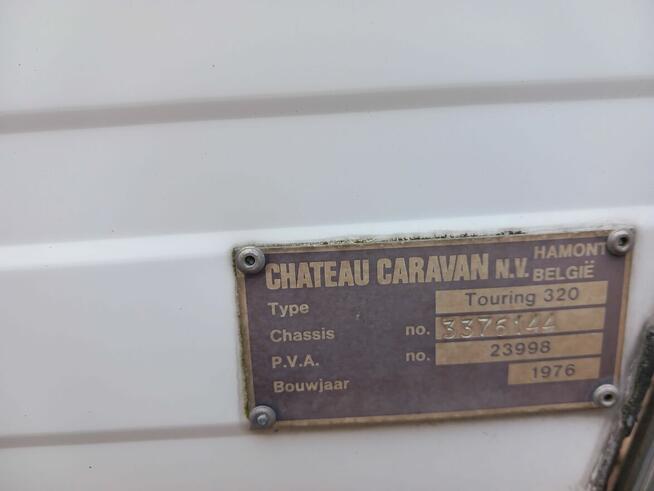 CHATEAU CARAVAN N.V. HAMONT BELGIË
Type Touring 320
Chassis no. 3376144
P.V.A. no. 23998
Bouwjaar 1976